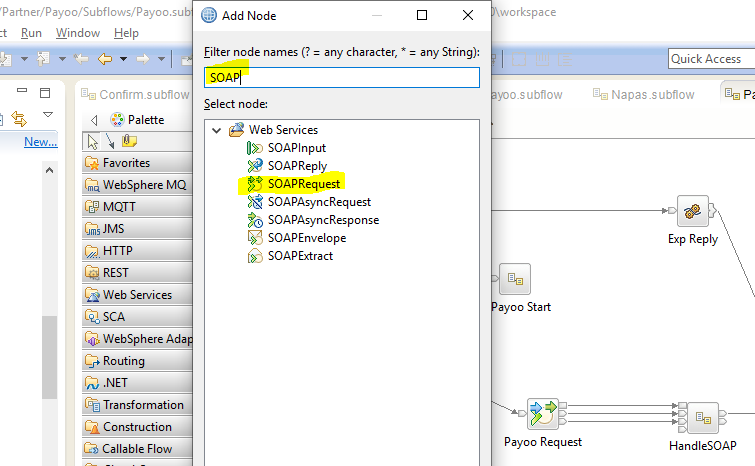 /Partner/Payoo/Subflows/Payoo.subf
Add Node
0\workspace
ct Run Window Help
Filter node names (? = any character, * = any String):
Quick Access
SOAP
Confirm.subflow
ayoo.subflow
Napas.subflow
Pa
Select node:
Palette
Web Services
New...
SOAPInput
Favorites
SOAPReply
WebSphere MQ
SOAPRequest
MQTT
SOAPAsyncRequest
JMS
SOAPAsyncResponse
HTTP
SOAPEnvelope
Exp Reply
REST
SOAPExtract
Web Services
Payoo Start
SCA
WebSphere Adap
Routing
.NET
Transformation
Construction
Payoo Request
HandleSOAP
Callable Flow